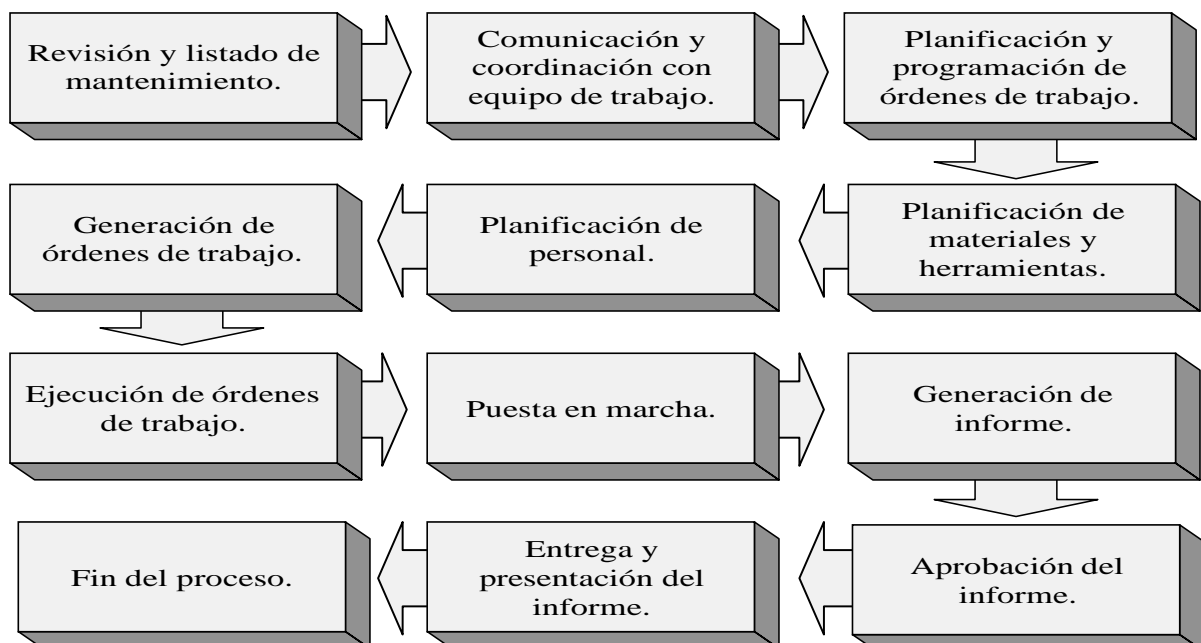 Revisión y listado de
mantenimiento.
Comunicación y
coordinación con
equipo de trabajo.
Planificación y
programación de
órdenes de trabajo.
Planificación de
materiales y
herramientas.
Planificación de
personal.
Generación de
órdenes de trabajo.
Ejecución de órdenes
de trabajo.
Puesta en marcha.
Generación de
informe.
Aprobación del
informe.
Entrega y
presentación del
informe.
Fin del proceso.